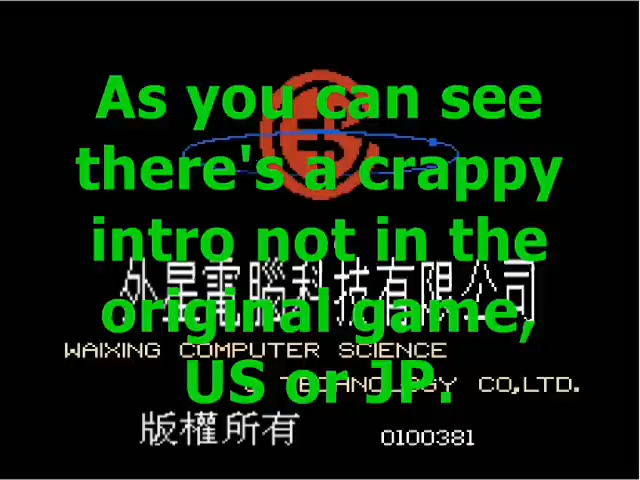 As you can see
there's a crappy
intro not in the
外星電腦科技有限公司
original game,
WAIXING COMPUTER SCIENCE
US or JP.
TECHNOLOGY CO,LTD.
版權所有
0100381